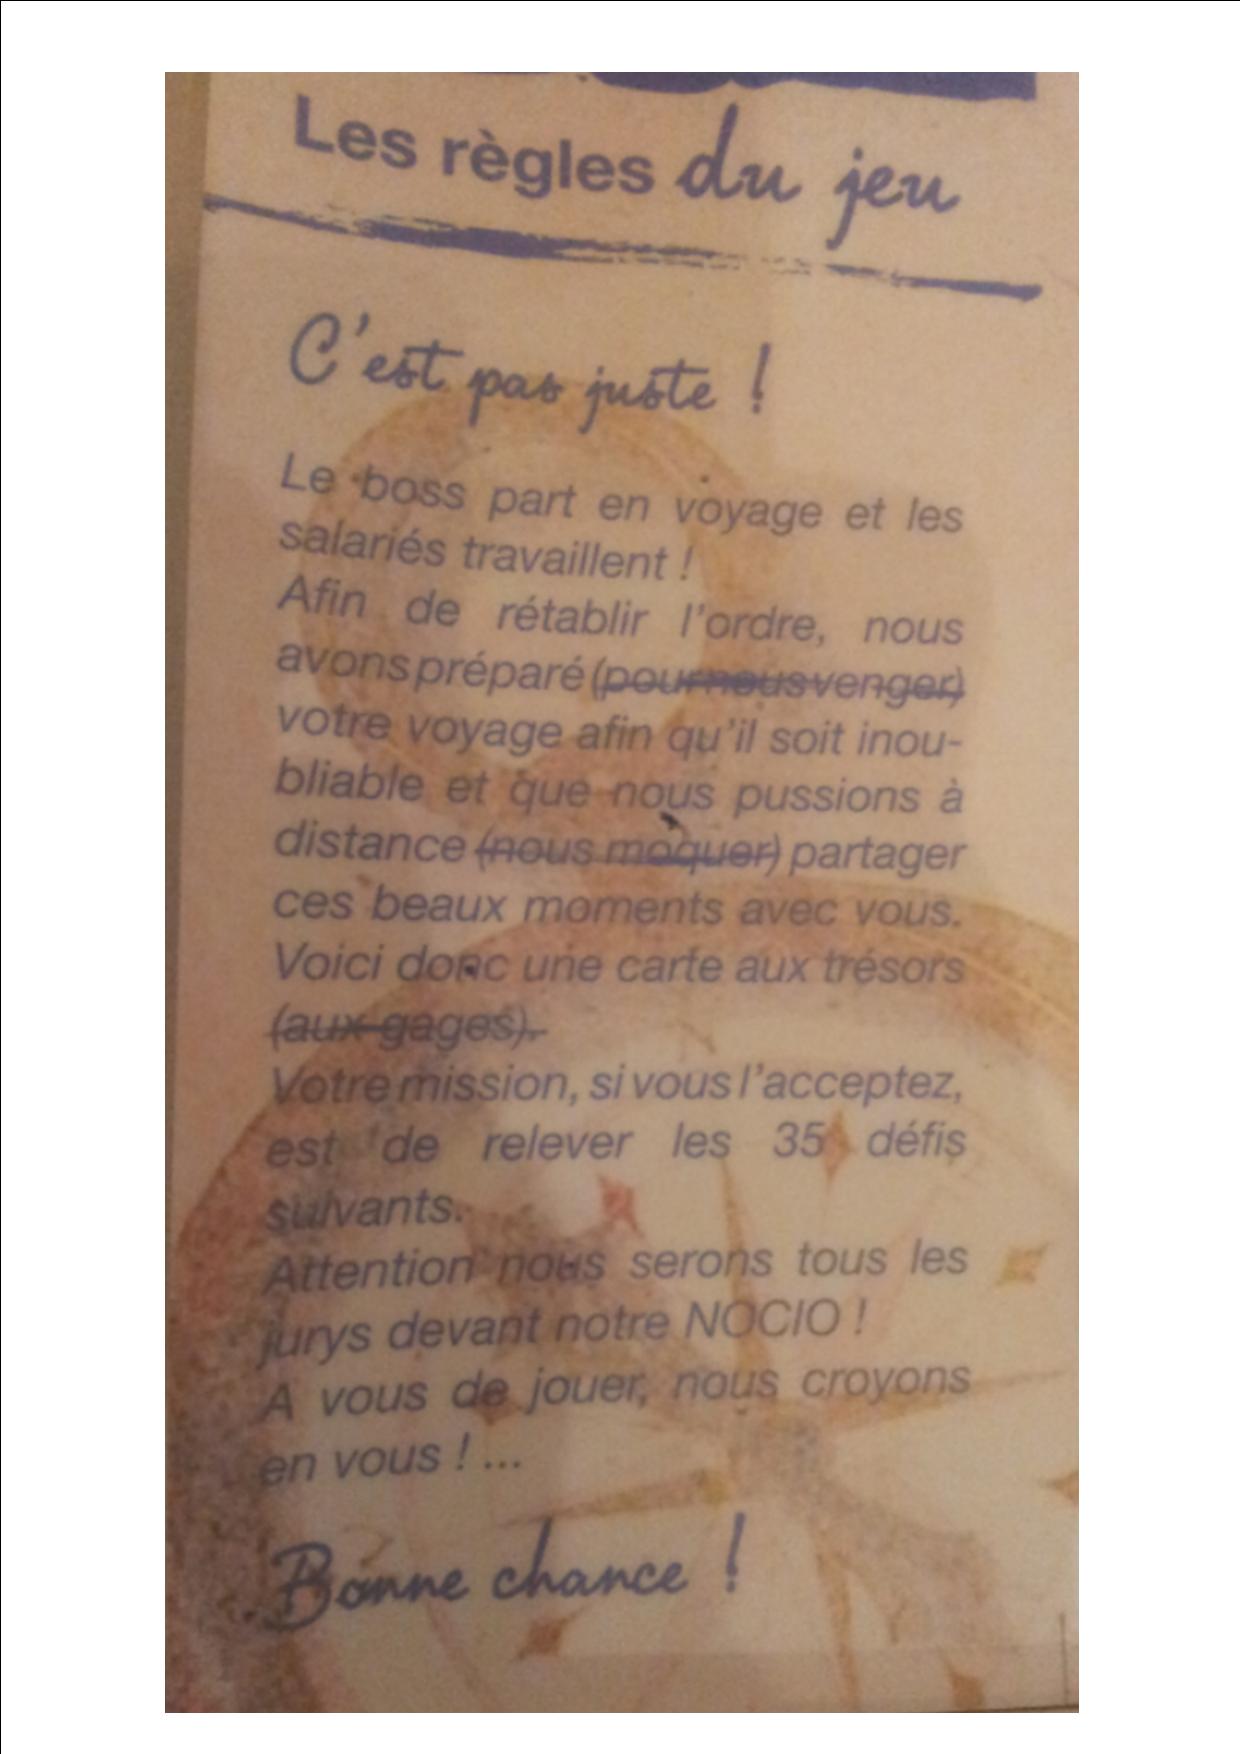 Les règles du jeu
C'est pas juste !
Le boss part en voyage et les
salariés travaillent !
Afin de rétablir l'ordre, nous
avons préparé (pour nous venger)
votre voyage afin qu'il soit inou-
bliable et que nous pussions à
distance (nous moquer) partager
ces beaux moments avec vous.
Voici donc une carte aux trésors
(aux gages).
Votre mission, si vous l'acceptez,
est de relever les 35 défis
suivants.
Attention nous serons tous les
jurys devant notre NOCIO !
A vous de jouer, nous croyons
en vous ! ...
Bonne chance !